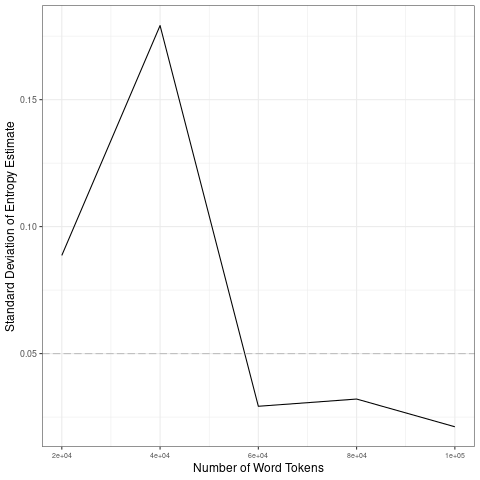 Standard Deviation of Entropy Estimate
0.15
0.10
0.05
2e+04 4e+04 6e+04 8e+04 1e+05
Number of Word Tokens